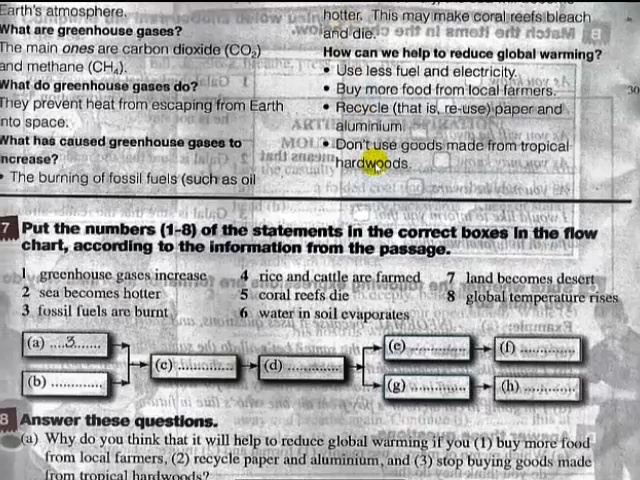 Earth's atmosphere.
What are greenhouse gases?
The main ones are carbon dioxide (CO₂)
and methane (CH₄).
What do greenhouse gases do?
They prevent heat from escaping from Earth
into space.
What has caused greenhouse gases to
increase?
• The burning of fossil fuels (such as oil
hotter. This may make coral reefs bleach
and die.
How can we help to reduce global warming?
• Use less fuel and electricity.
• Buy more food from local farmers.
• Recycle (that is, re-use) paper and
aluminium.
• Don't use goods made from tropical
hardwoods.
30
7 Put the numbers (1–8) of the statements in the correct boxes in the flow
chart, according to the information from the passage.
1 greenhouse gases increase
2 sea becomes hotter
3 fossil fuels are burnt
4 rice and cattle are farmed
5 coral reefs die
6 water in soil evaporates
7 land becomes desert
8 global temperature rises
(a) ....3.......
(b) .............
(c) .............
(d) .............
(e) .............
(f) .............
(g) .............
(h) .............
8 Answer these questions.
(a) Why do you think that it will help to reduce global warming if you (1) buy more food
from local farmers, (2) recycle paper and aluminium, and (3) stop buying goods made
from tropical hardwoods?